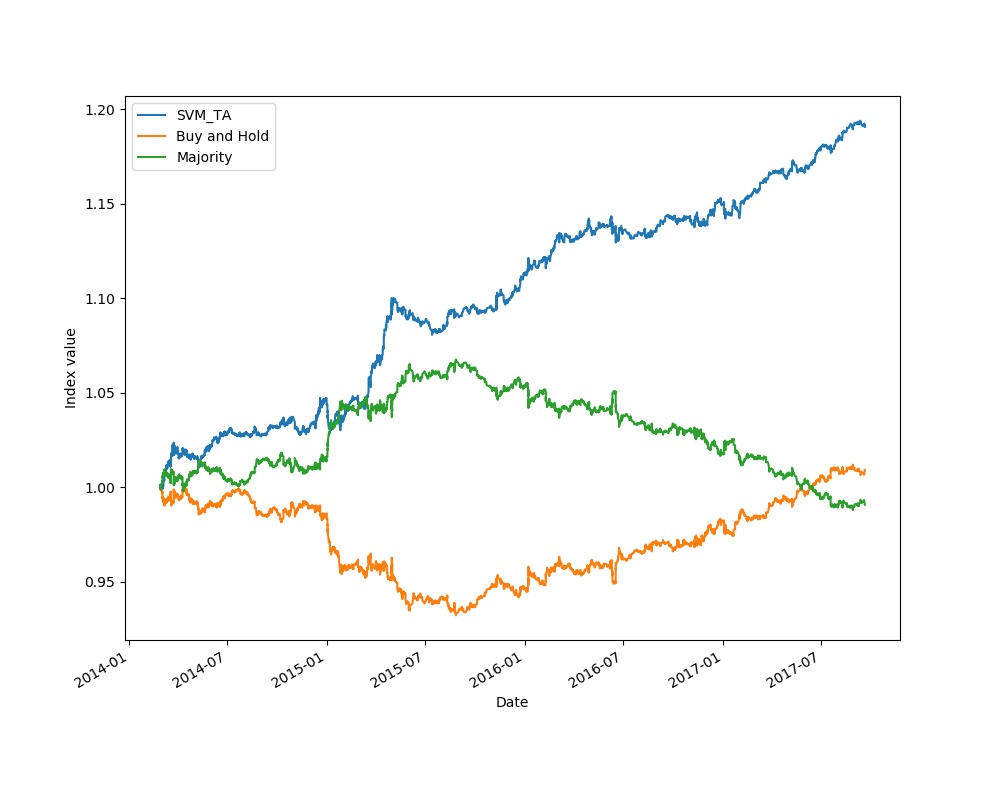 SVM_TA
Buy and Hold
Majority
1.20
1.15
1.10
1.05
1.00
0.95
Index value
2014-01
2014-07
2015-01
2015-07
2016-01
2016-07
2017-01
2017-07
Date